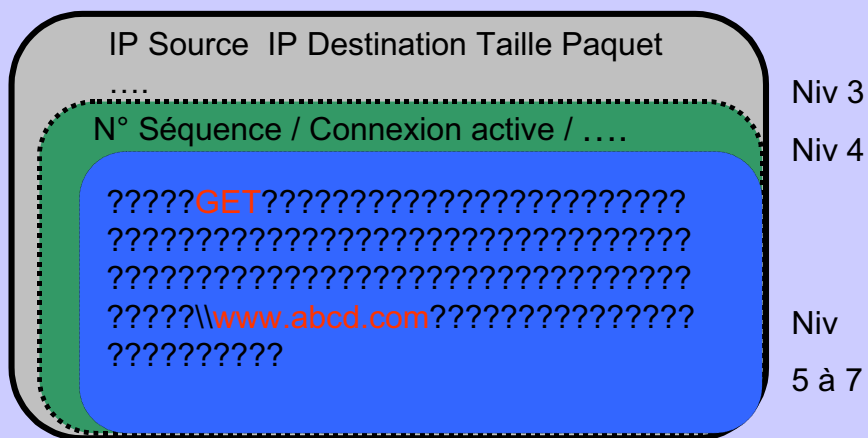 IP Source IP Destination Taille Paquet
….
Niv 3
N° Séquence / Connexion active / ….
Niv 4
?????GET????????????????????????
?????????????????????????????????
?????????????????????????????????
?????\\www.abcd.com???????????????
??????????
Niv
5 à 7